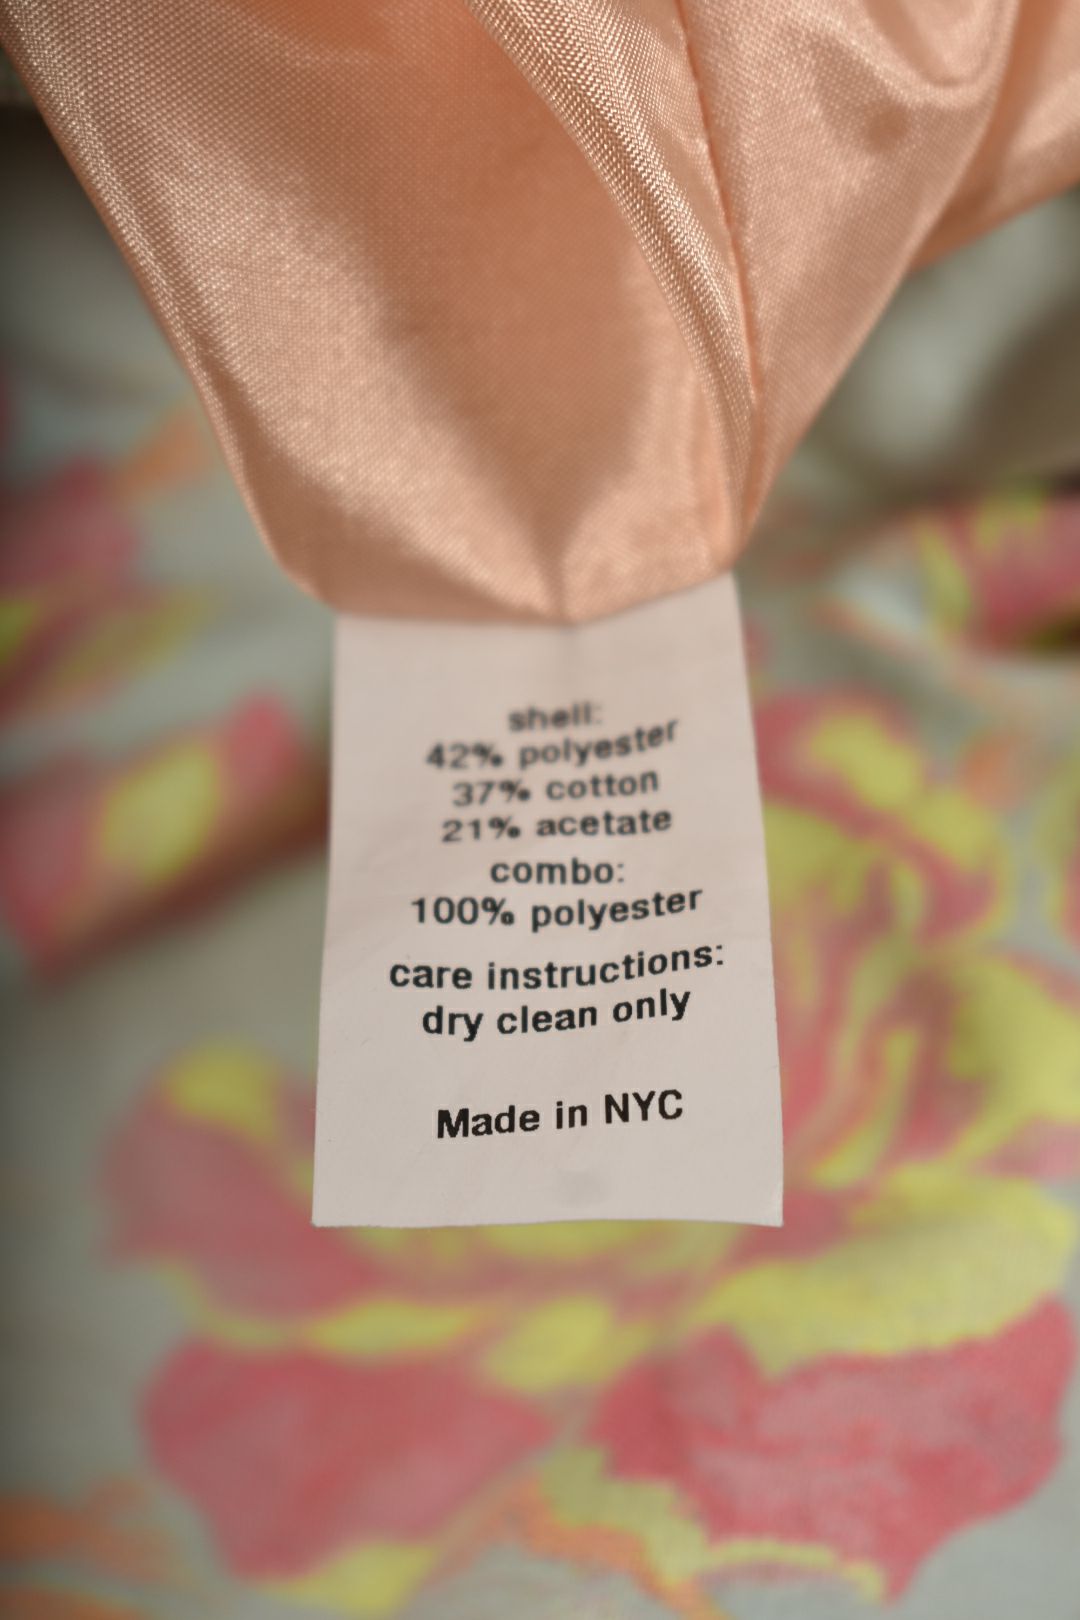 shell:
42% polyester
37% cotton
21% acetate
combo:
100% polyester
care instructions:
dry clean only
Made in NYC